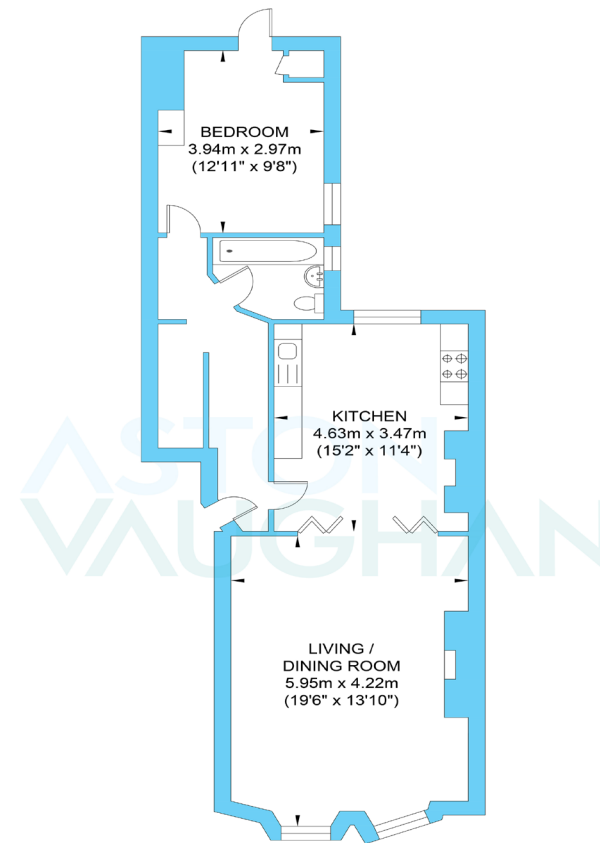 BEDROOM
3.94m x 2.97m
(12'11" x 9'8")
KITCHEN
4.63m x 3.47m
(15'2" x 11'4")
ASTON
VAUGHAN
LIVING /
DINING ROOM
5.95m x 4.22m
(19'6" x 13'10")